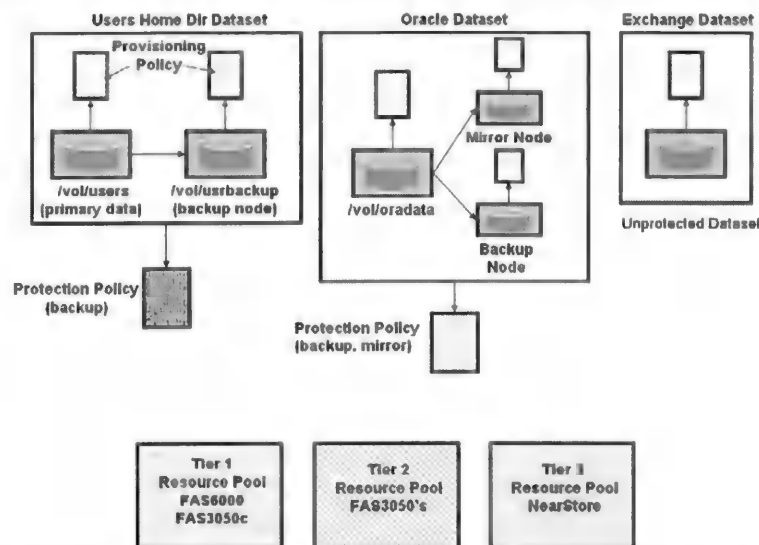 Users Home Dir Dataset
Oracle Dataset
Exchange Dataset
Provisioning
Policy
/vol/users
(primary data)
/vol/usrbackup
(backup node)
Mirror Node
/vol/oradata
Backup
Node
Unprotected Dataset
Protection Policy
(backup)
Protection Policy
(backup, mirror)
Tier 1
Resource Pool
FAS6000
FAS3050c
Tier 2
Resource Pool
FAS3050's
Tier 3
Resource Pool
NearStore